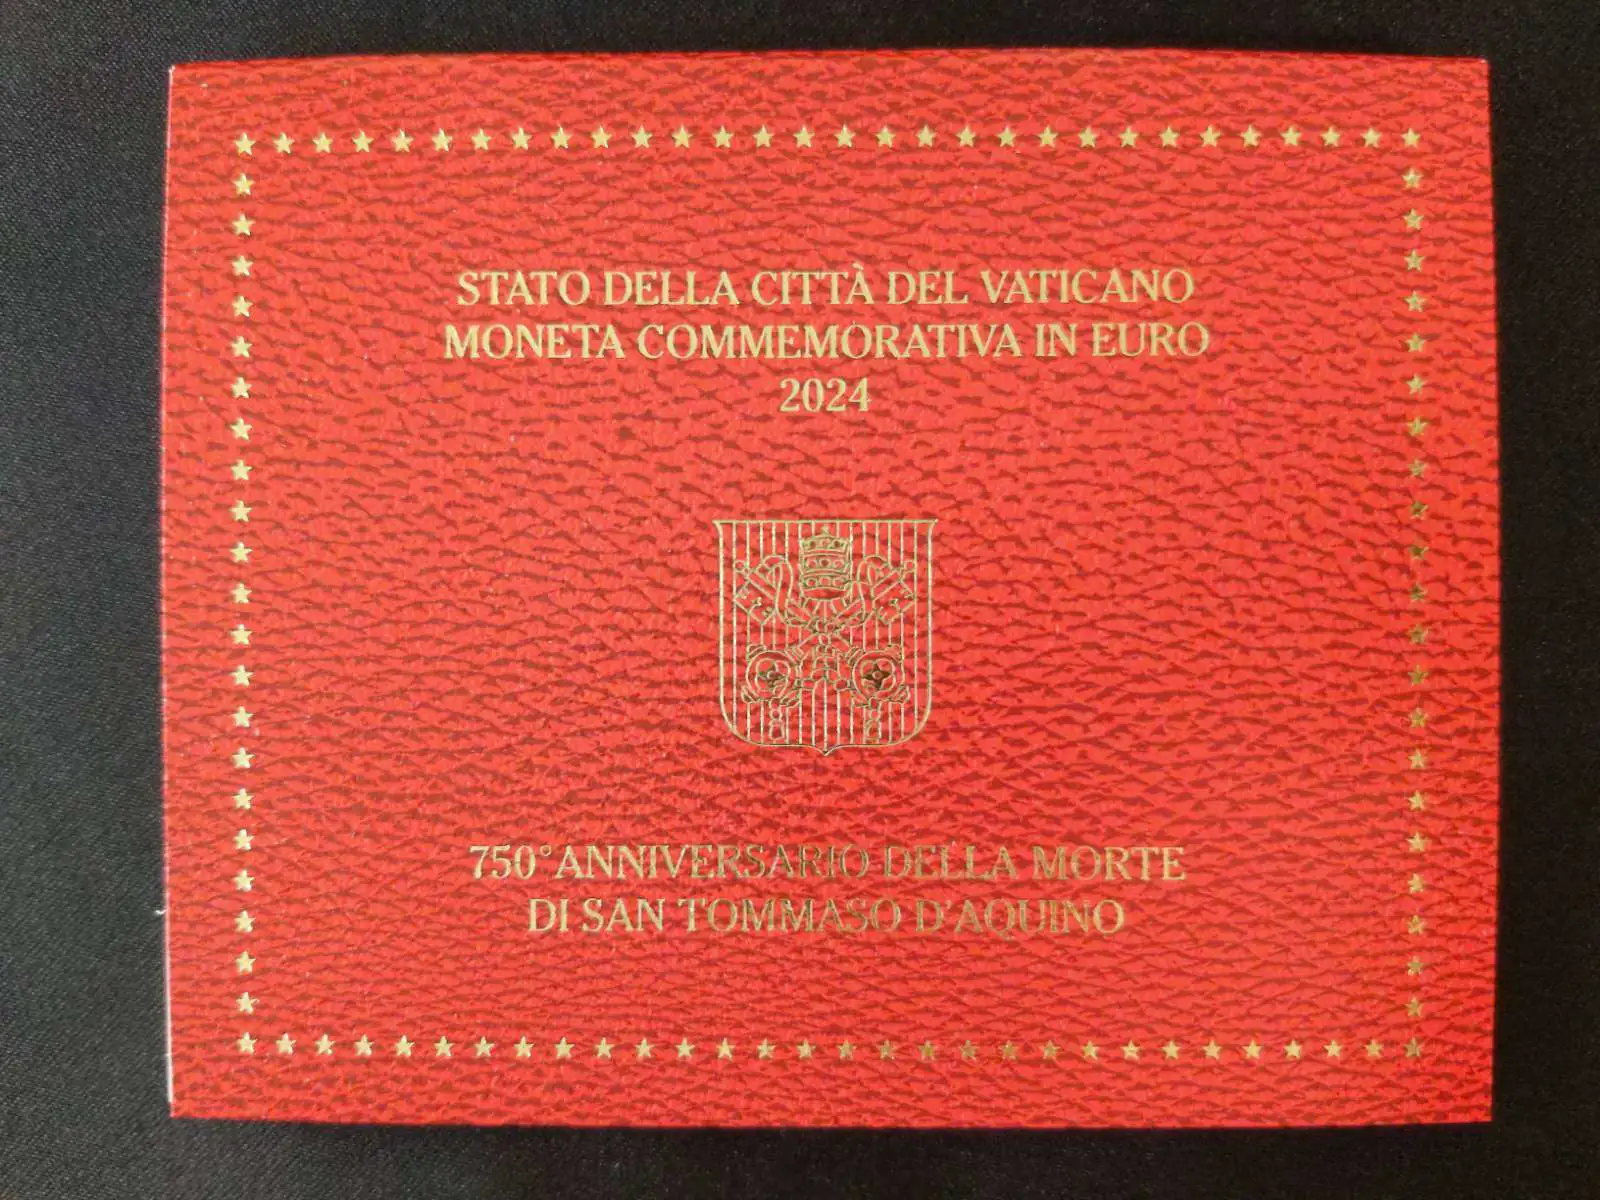 STATO DELLA CITTÀ DEL VATICANO
MONETA COMMEMORATIVA IN EURO
2024
750° ANNIVERSARIO DELLA MORTE
DI SAN TOMMASO D'AQUINO